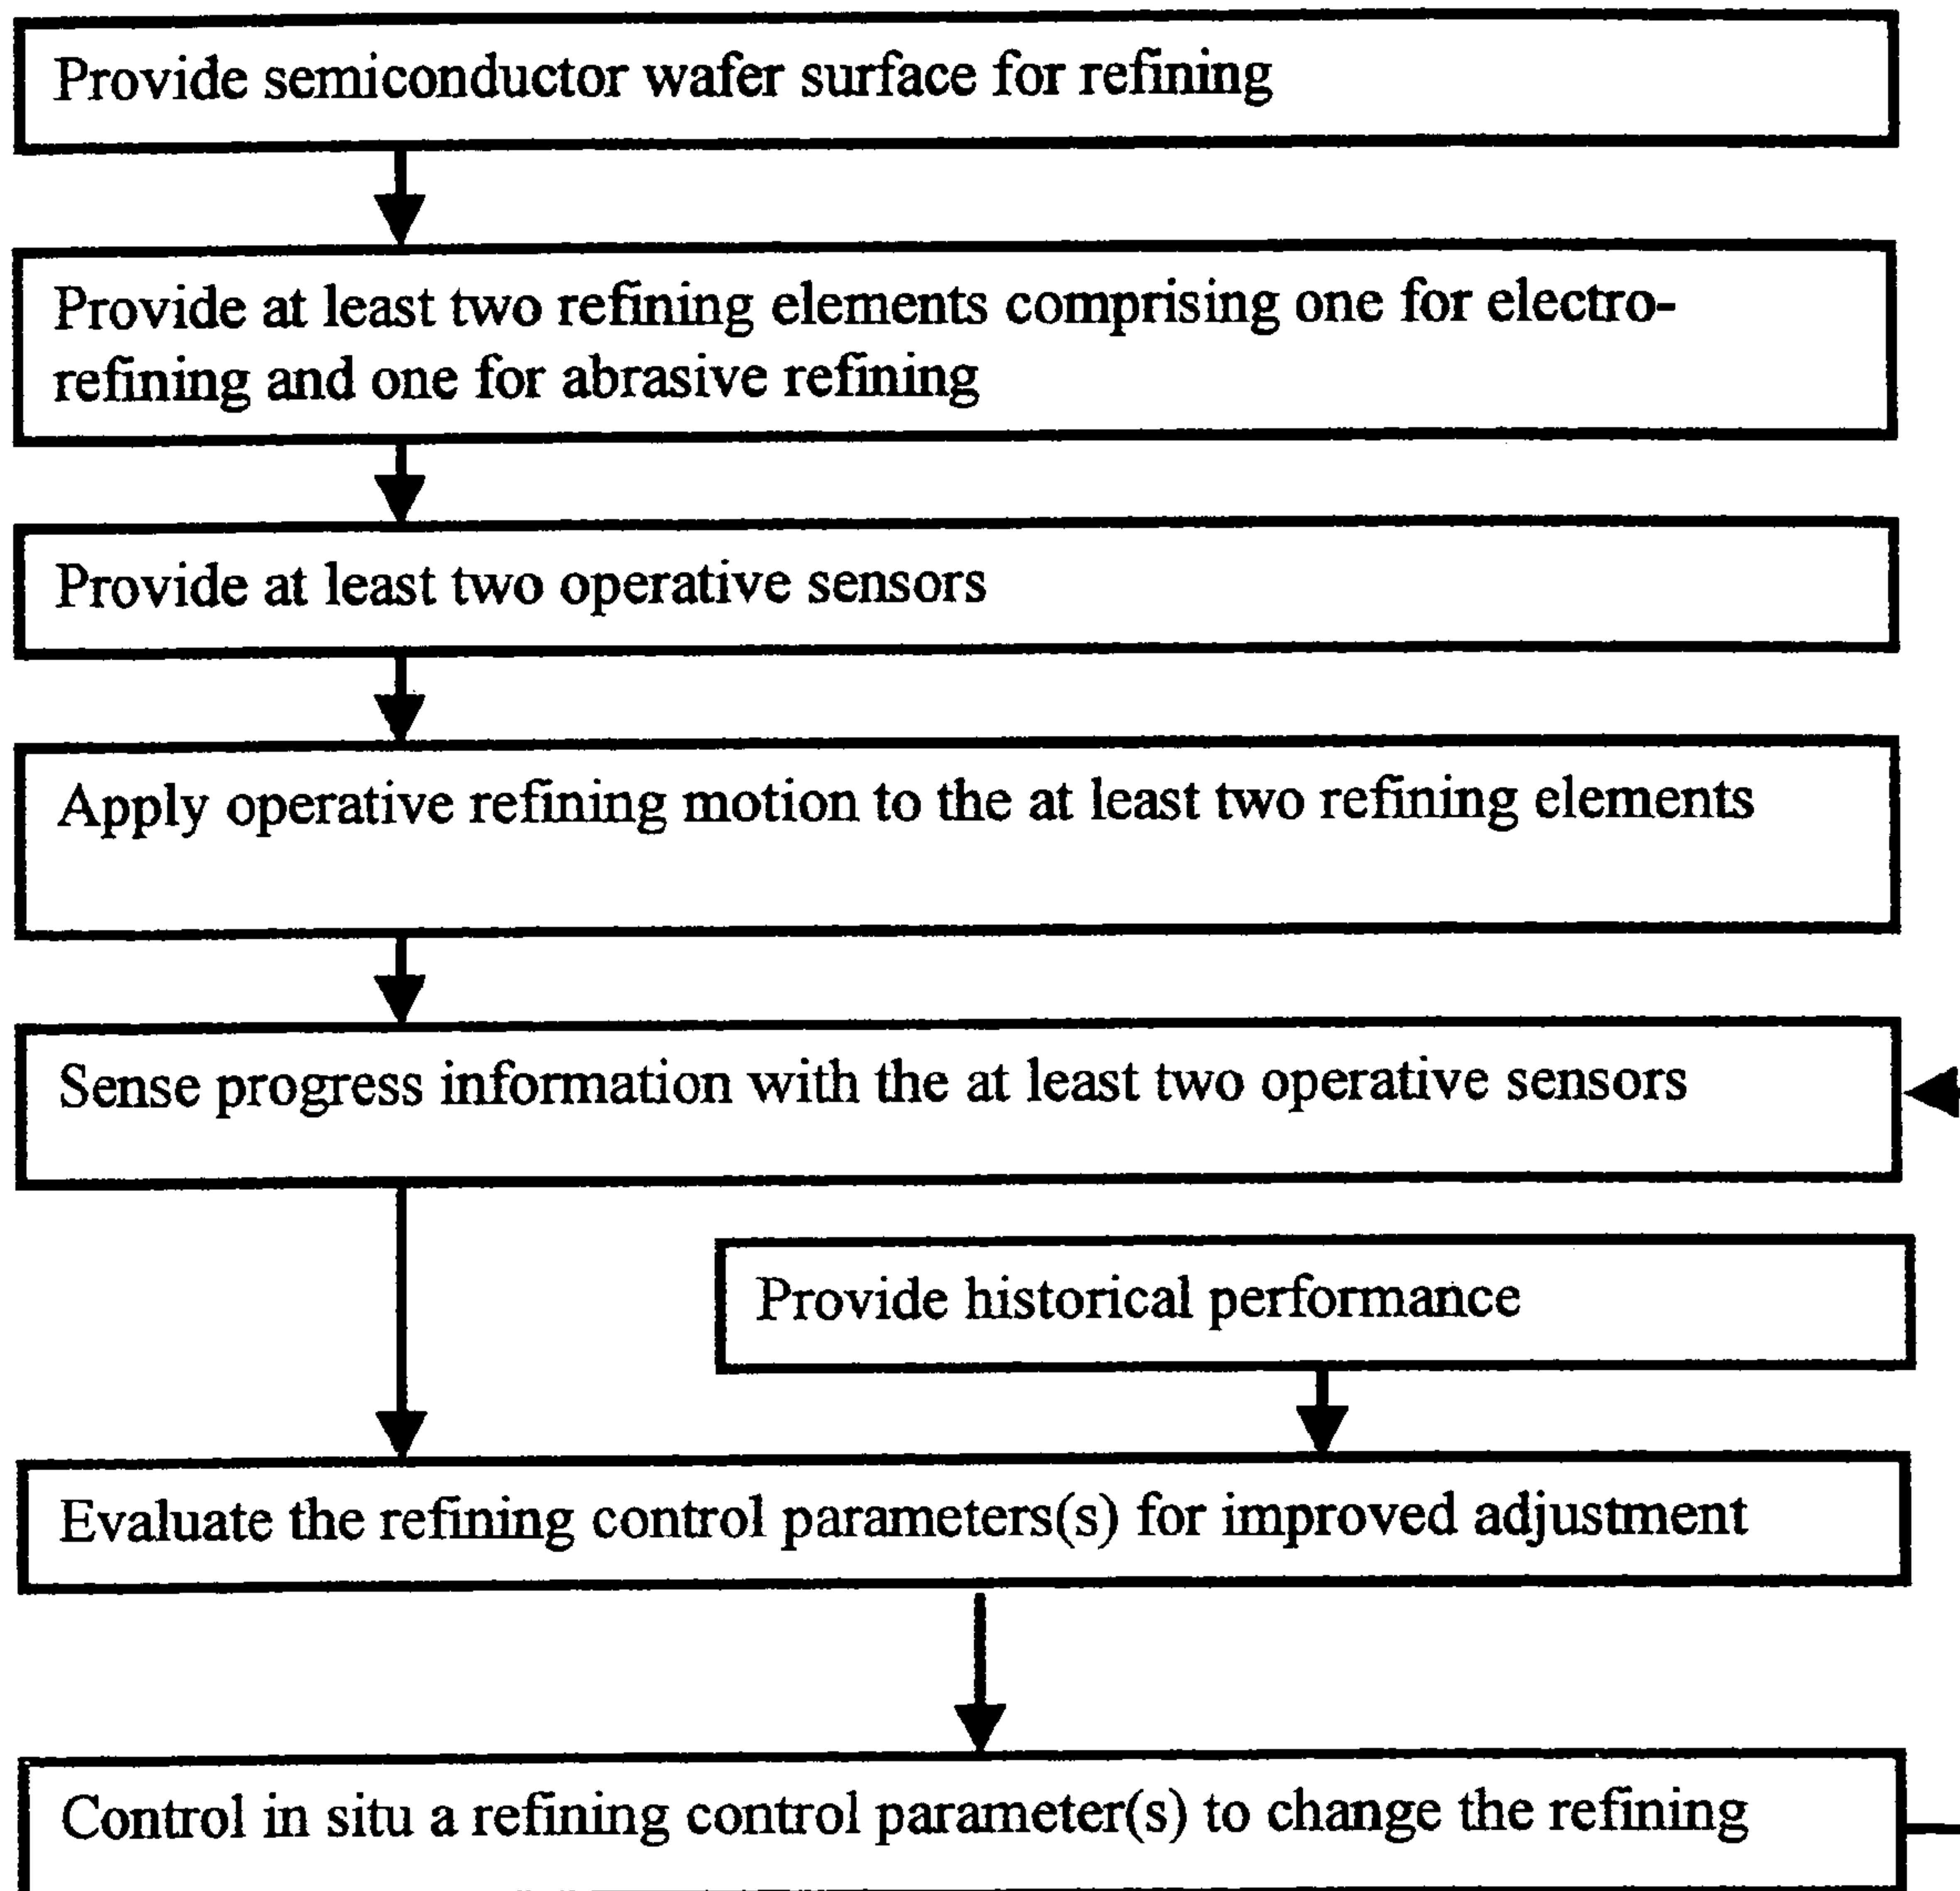 Provide semiconductor wafer surface for refining
Provide at least two refining elements comprising one for electro-
refining and one for abrasive refining
Provide at least two operative sensors
Apply operative refining motion to the at least two refining elements
Sense progress information with the at least two operative sensors
Provide historical performance
Evaluate the refining control parameters(s) for improved adjustment
Control in situ a refining control parameter(s) to change the refining